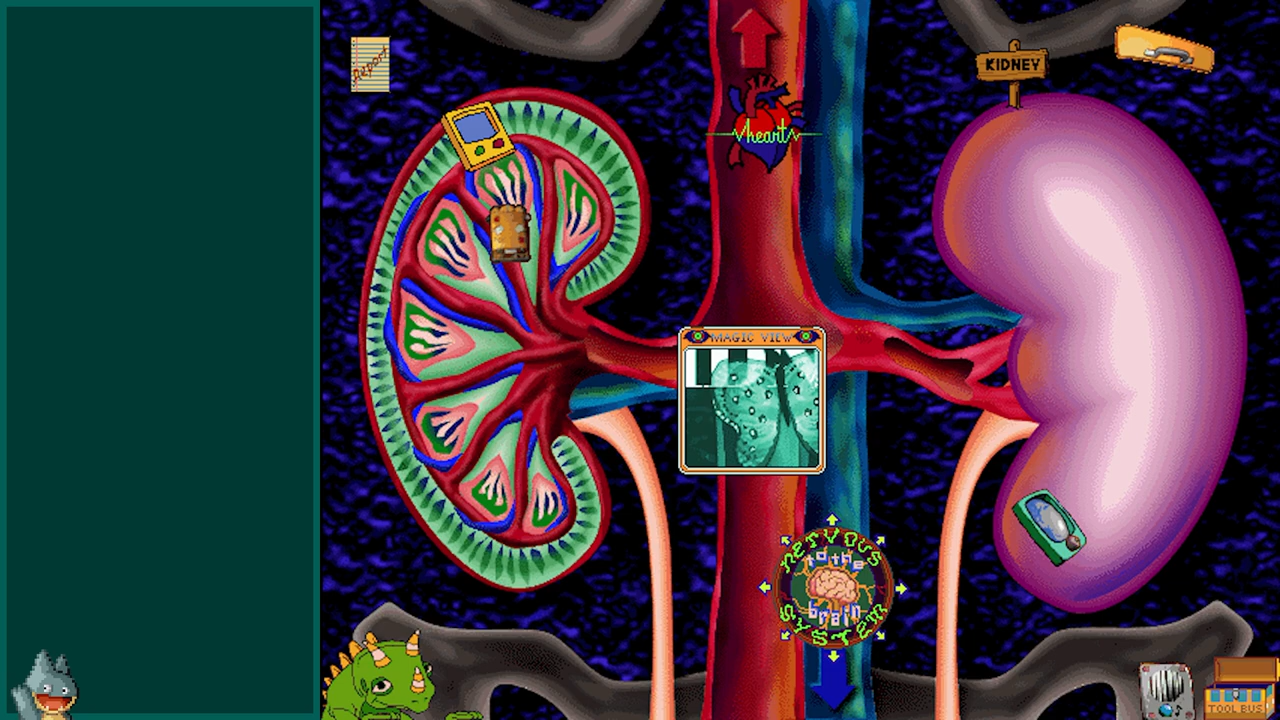 Report
KIDNEY
heart
MAGIC VIEW
NERVOUS
to the
brain
SYSTEM
TOOL BUS